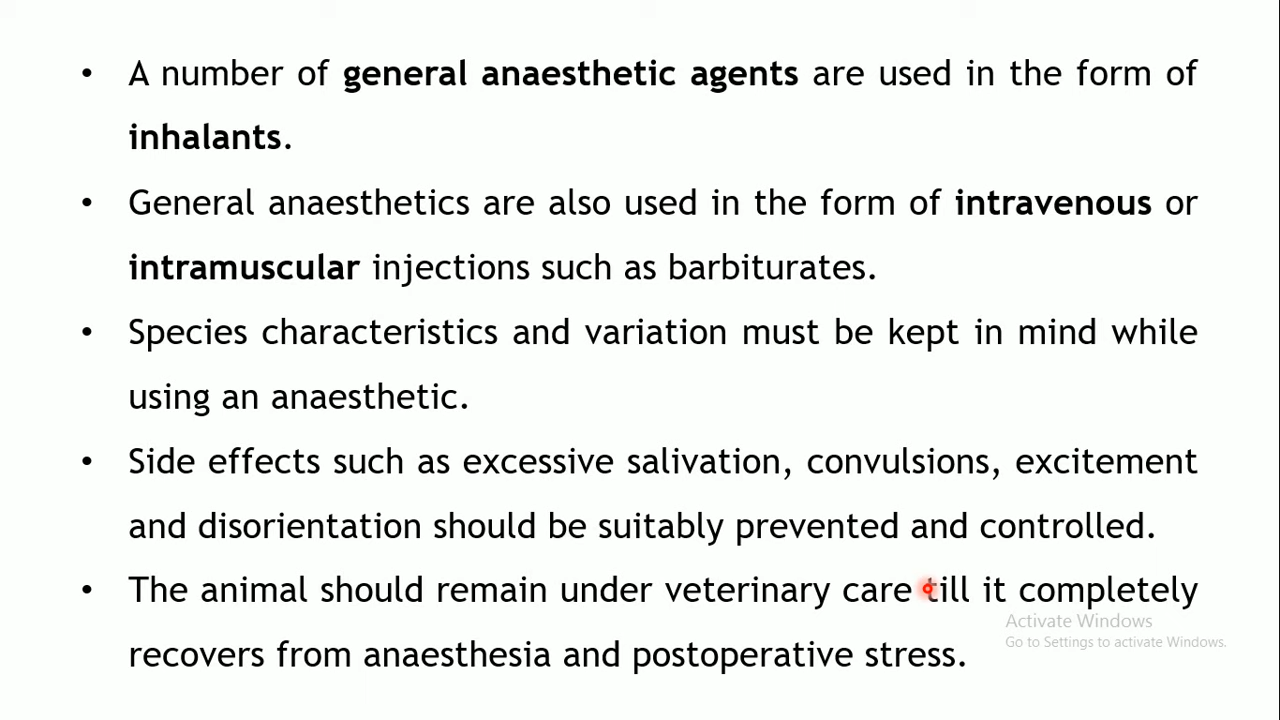 • A number of general anaesthetic agents are used in the form of
inhalants.
• General anaesthetics are also used in the form of intravenous or
intramuscular injections such as barbiturates.
• Species characteristics and variation must be kept in mind while
using an anaesthetic.
• Side effects such as excessive salivation, convulsions, excitement
and disorientation should be suitably prevented and controlled.
• The animal should remain under veterinary care till it completely
recovers from anaesthesia and postoperative stress.
Activate Windows
Go to Settings to activate Windows.